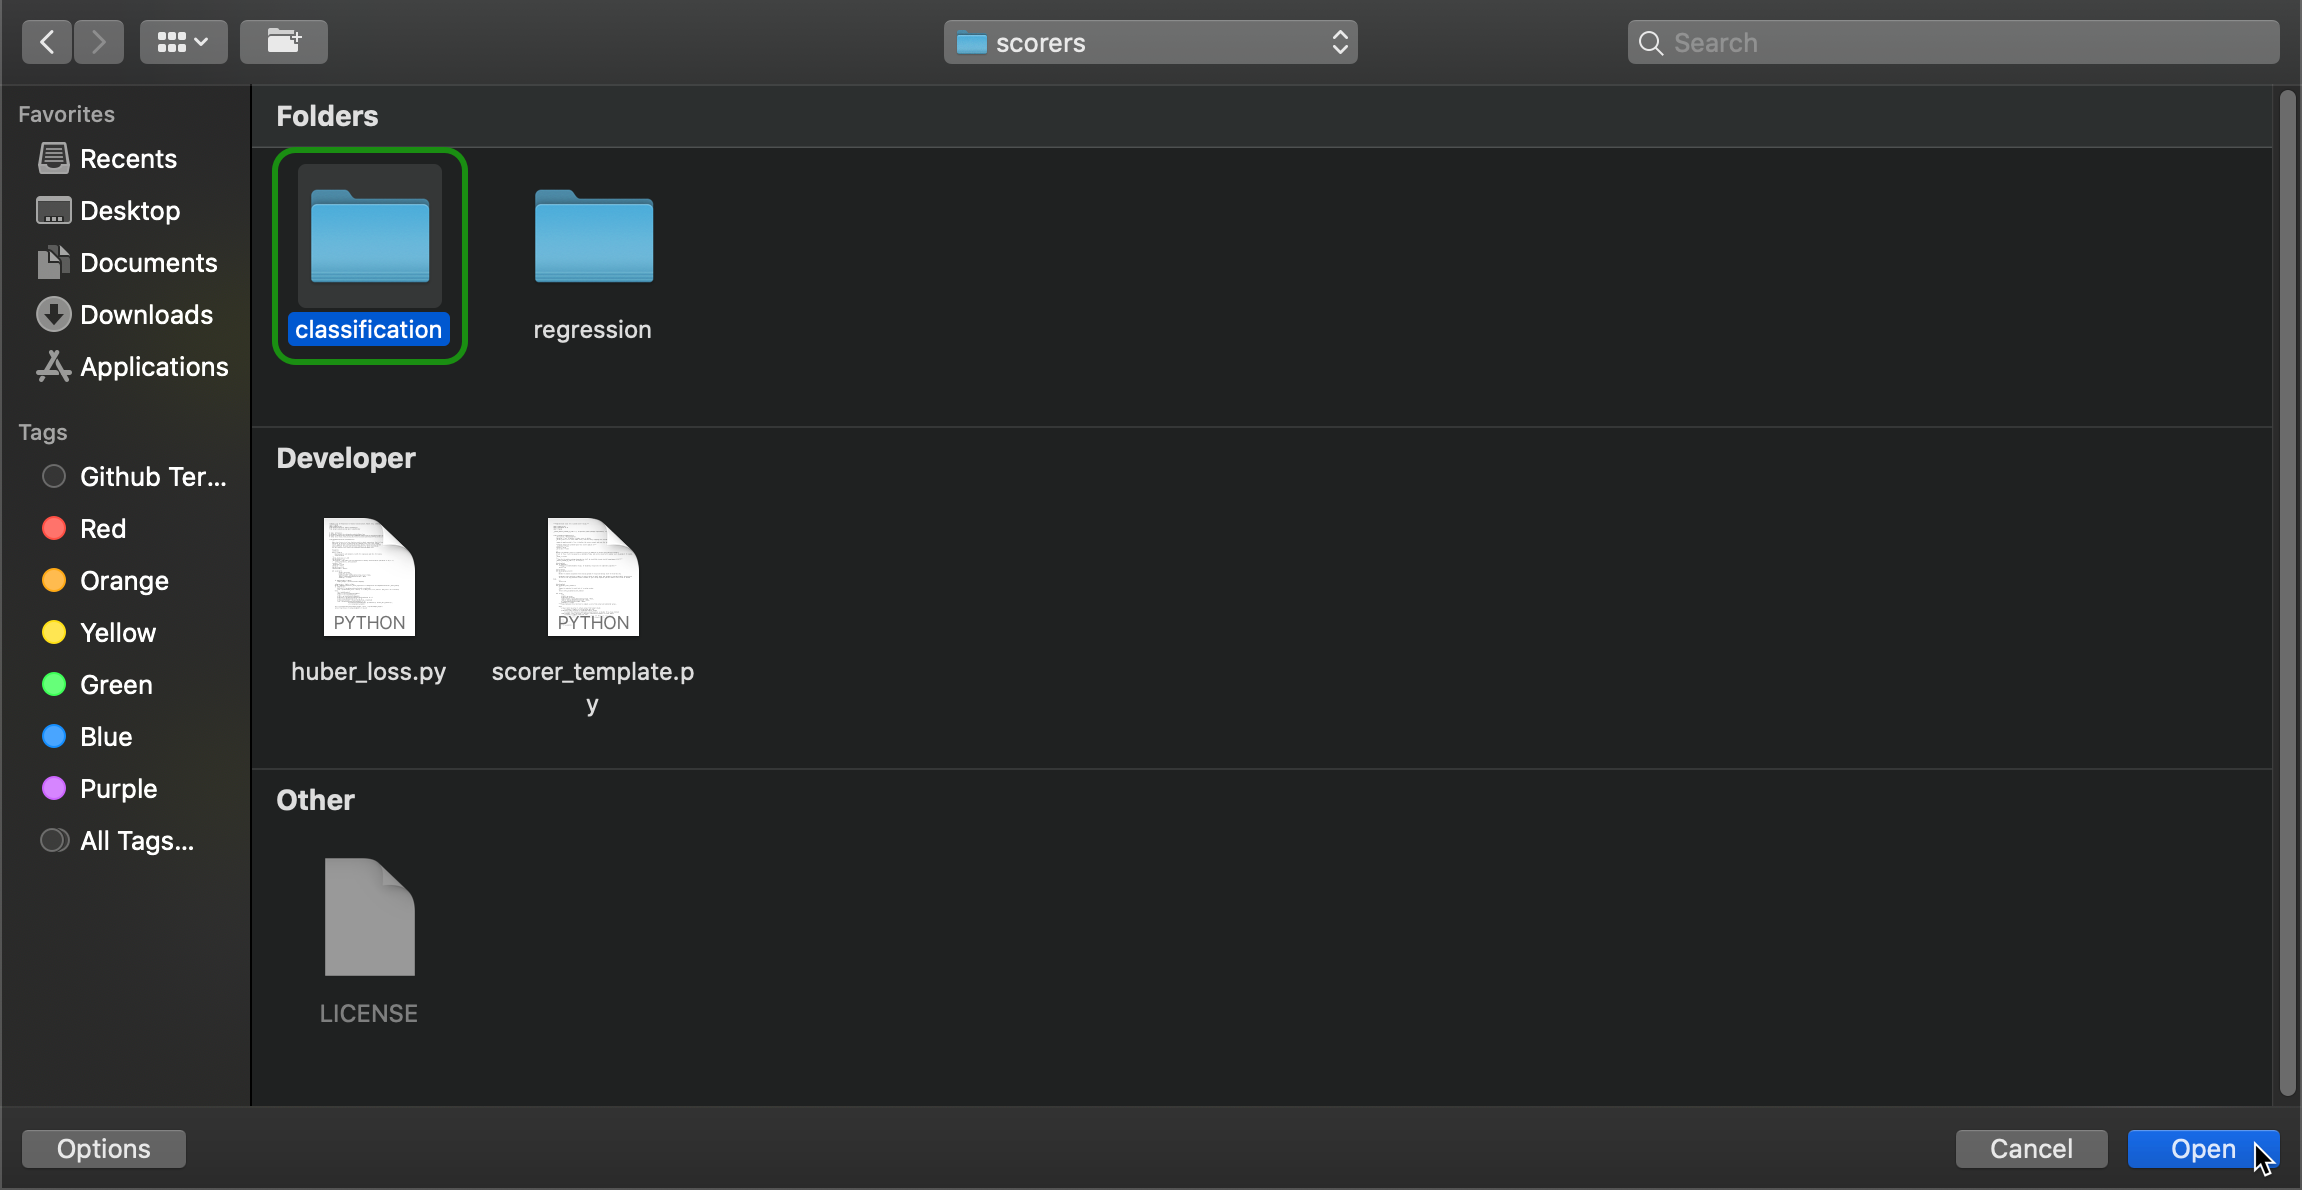 scorers
Search
Favorites
Recents
Desktop
Documents
Downloads
Applications
Tags
Github Ter...
Red
Orange
Yellow
Green
Blue
Purple
All Tags...
Folders
classification
regression
Developer
PYTHON
PYTHON
huber_loss.py
scorer_template.p
y
Other
LICENSE
Options
Cancel
Open